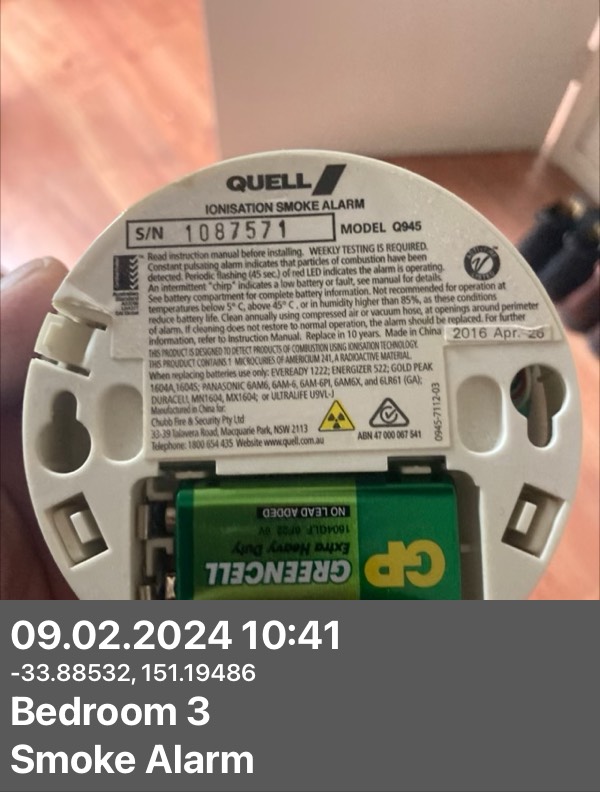 QUELL
IONISATION SMOKE ALARM
S/N 1087571 MODEL Q945
Read instruction manual before installing. WEEKLY TESTING IS REQUIRED.
Constant pulsating alarm indicates that particles of combustion have been
detected. Periodic flashing (45 sec.) of red LED indicates the alarm is operating.
An intermittent "chirp" indicates a low battery or fault, see manual for details.
See battery compartment for complete battery information. Not recommended for operation at
temperatures below 5° C, above 45° C, or in humidity higher than 85%, as these conditions
reduce battery life. Clean annually using compressed air or vacuum hose, at openings around perimeter
of alarm. If cleaning does not restore to normal operation, the alarm should be replaced. For further
information, refer to Instruction Manual. Replace in 10 years. Made in China
2016 Apr. 26
THIS PRODUCT IS DESIGNED TO DETECT PRODUCTS OF COMBUSTION USING IONISATION TECHNOLOGY.
THIS PRODUCT CONTAINS 1 MICROCURIES OF AMERICIUM 241, A RADIOACTIVE MATERIAL.
When replacing batteries use only: EVEREADY 1222; ENERGIZER 522; GOLD PEAK
1604A, 1604S; PANASONIC 6AM6, 6AM-6, 6AM-6PI, 6AM6X, and 6LR61 (GA);
DURACELL MN1604, MX1604; or ULTRALIFE U9VL-J
Manufactured in China for:
Chubb Fire & Security Pty Ltd
33-39 Talavera Road, Macquarie Park, NSW 2113
Telephone: 1800 654 435 Website www.quell.com.au
ABN 47 000 067 541
0945-7112-03
NO LEAD ADDED
1604GLF 6F22 9V
Extra Heavy Duty
GREENCELL
GP
09.02.2024 10:41
-33.88532, 151.19486
Bedroom 3
Smoke Alarm